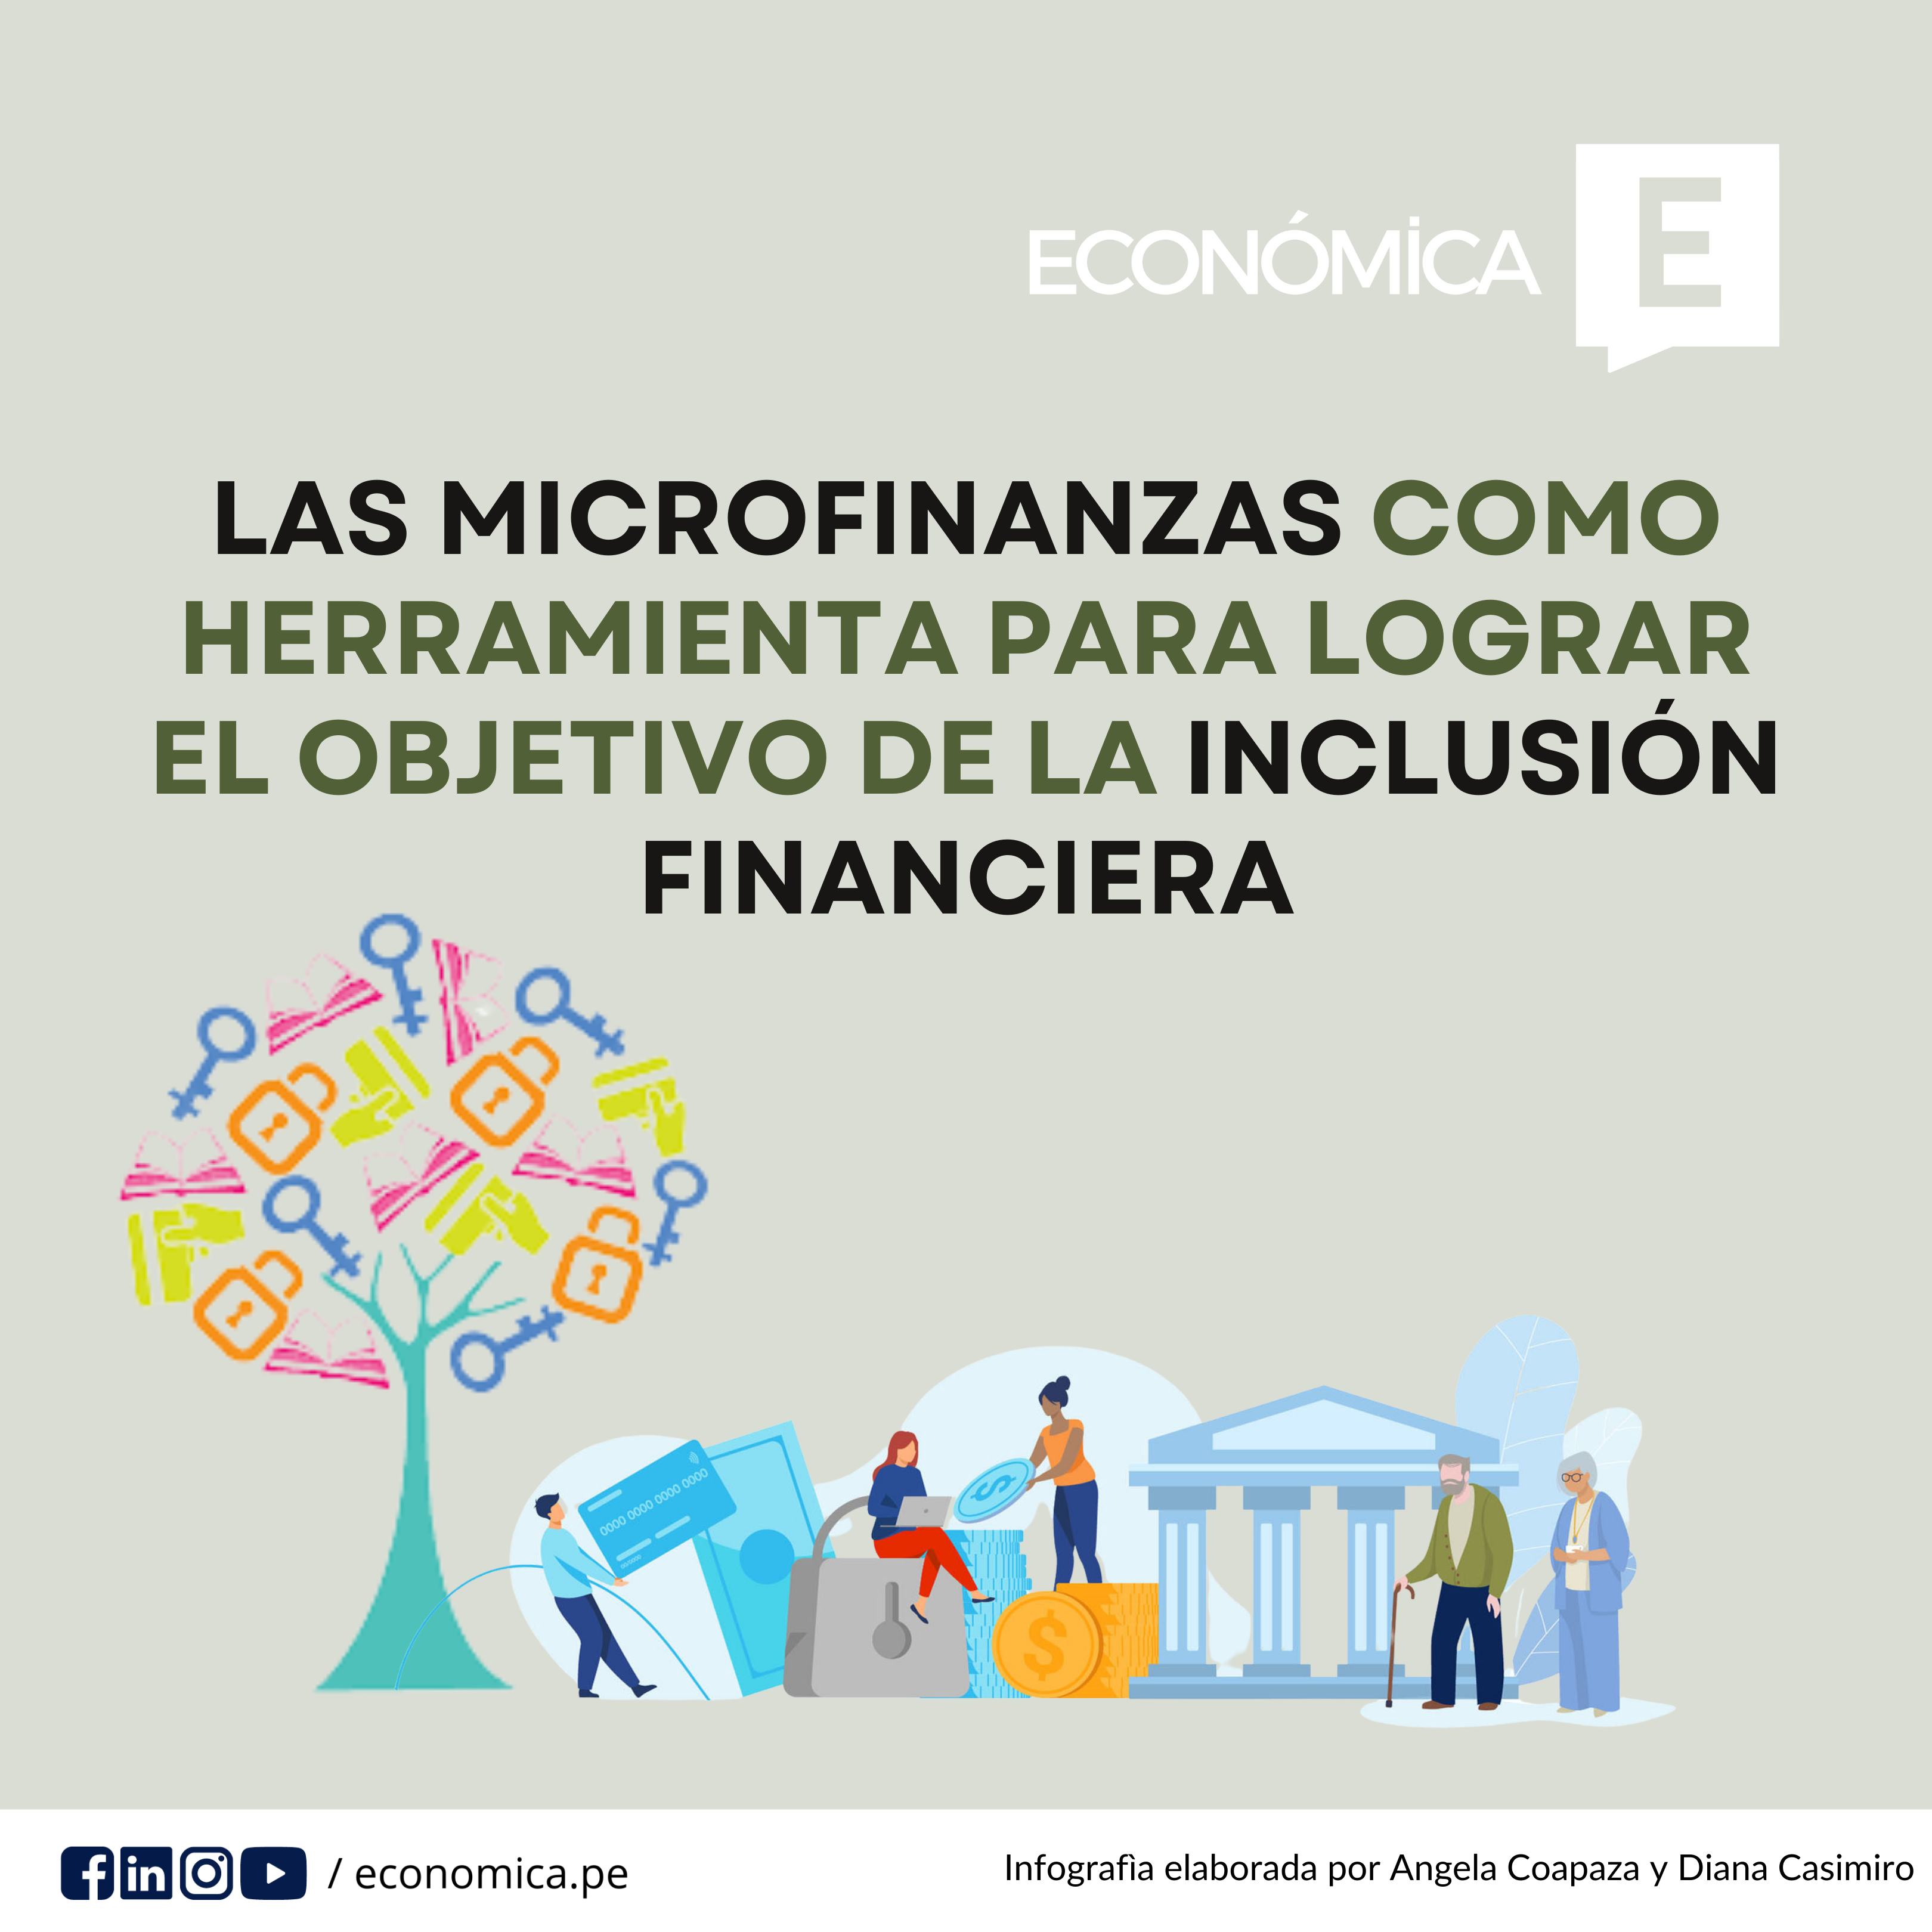 ECONÓMICA
E
LAS MICROFINANZAS COMO
HERRAMIENTA PARA LOGRAR
EL OBJETIVO DE LA INCLUSIÓN
FINANCIERA
0000 0000 0000 0000
$
$
/ economica.pe
Infografìa elaborada por Angela Coapaza y Diana Casimiro